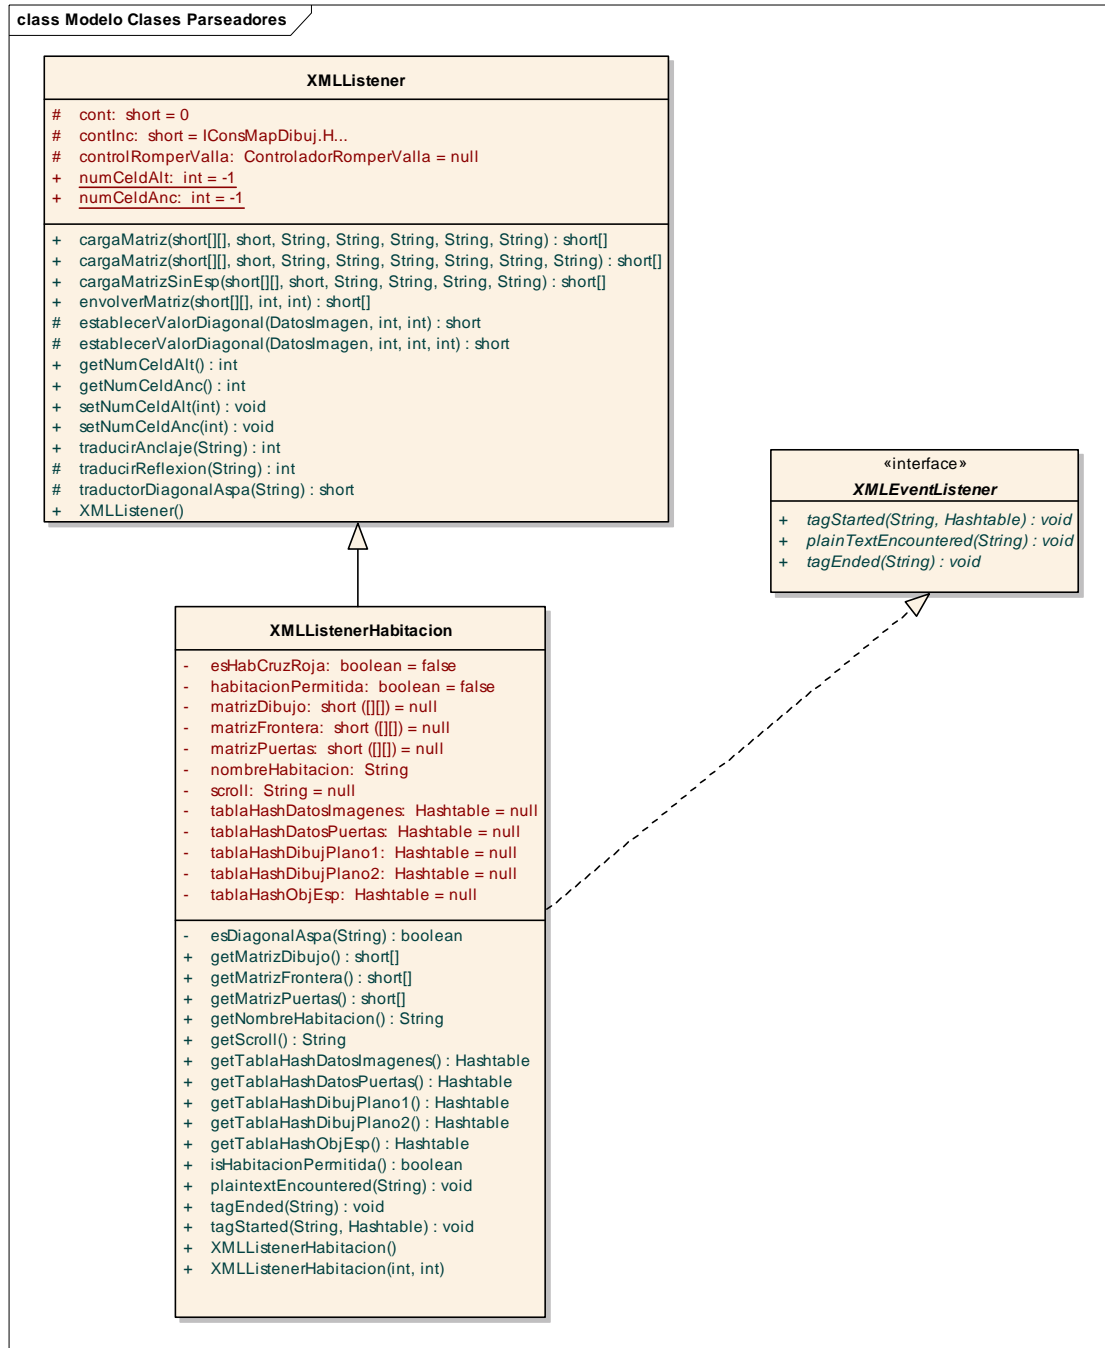 class Modelo Clases Parseadores
XMLListener
# cont: short = 0
# contInc: short = IConsMapDibuj.H...
# controlRomperValla: ControladorRomperValla = null
+ numCeldAlt: int = -1
+ numCeldAnc: int = -1
+ cargaMatriz(short[][], short, String, String, String, String, String) : short[]
+ cargaMatriz(short[][], short, String, String, String, String, String, String) : short[]
+ cargaMatrizSinEsp(short[][], short, String, String, String, String) : short[]
+ envolverMatriz(short[][], int, int) : short[]
# establecerValorDiagonal(DatosImagen, int, int) : short
# establecerValorDiagonal(DatosImagen, int, int, int) : short
+ getNumCeldAlt() : int
+ getNumCeldAnc() : int
+ setNumCeldAlt(int) : void
+ setNumCeldAnc(int) : void
+ traducirAnclaje(String) : int
# traducirReflexion(String) : int
# traductorDiagonalAspa(String) : short
+ XMLListener()
«interface»
XMLEventListener
+ tagStarted(String, Hashtable) : void
+ plainTextEncountered(String) : void
+ tagEnded(String) : void
XMLListenerHabitacion
- esHabCruzRoja: boolean = false
- habitacionPermitida: boolean = false
- matrizDibujo: short ([][]) = null
- matrizFrontera: short ([][]) = null
- matrizPuertas: short ([][]) = null
- nombreHabitacion: String
- scroll: String = null
- tablaHashDatosImagenes: Hashtable = null
- tablaHashDatosPuertas: Hashtable = null
- tablaHashDibujPlano1: Hashtable = null
- tablaHashDibujPlano2: Hashtable = null
- tablaHashObjEsp: Hashtable = null
- esDiagonalAspa(String) : boolean
+ getMatrizDibujo() : short[]
+ getMatrizFrontera() : short[]
+ getMatrizPuertas() : short[]
+ getNombreHabitacion() : String
+ getScroll() : String
+ getTablaHashDatosImagenes() : Hashtable
+ getTablaHashDatosPuertas() : Hashtable
+ getTablaHashDibujPlano1() : Hashtable
+ getTablaHashDibujPlano2() : Hashtable
+ getTablaHashObjEsp() : Hashtable
+ isHabitacionPermitida() : boolean
+ plaintextEncountered(String) : void
+ tagEnded(String) : void
+ tagStarted(String, Hashtable) : void
+ XMLListenerHabitacion()
+ XMLListenerHabitacion(int, int)